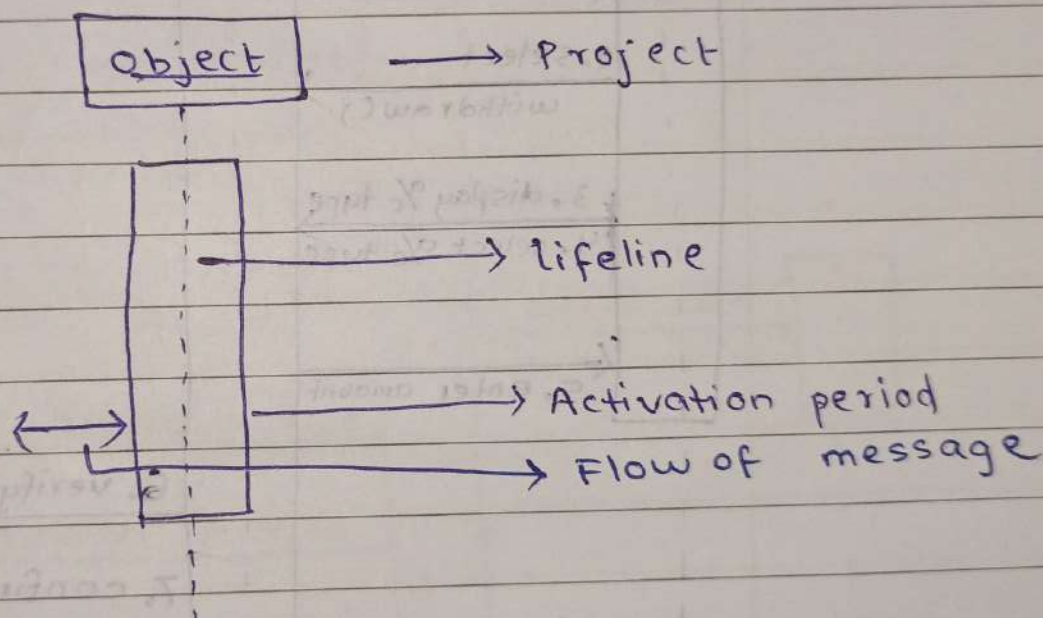 object → Project
lifeline
Activation period
Flow of message